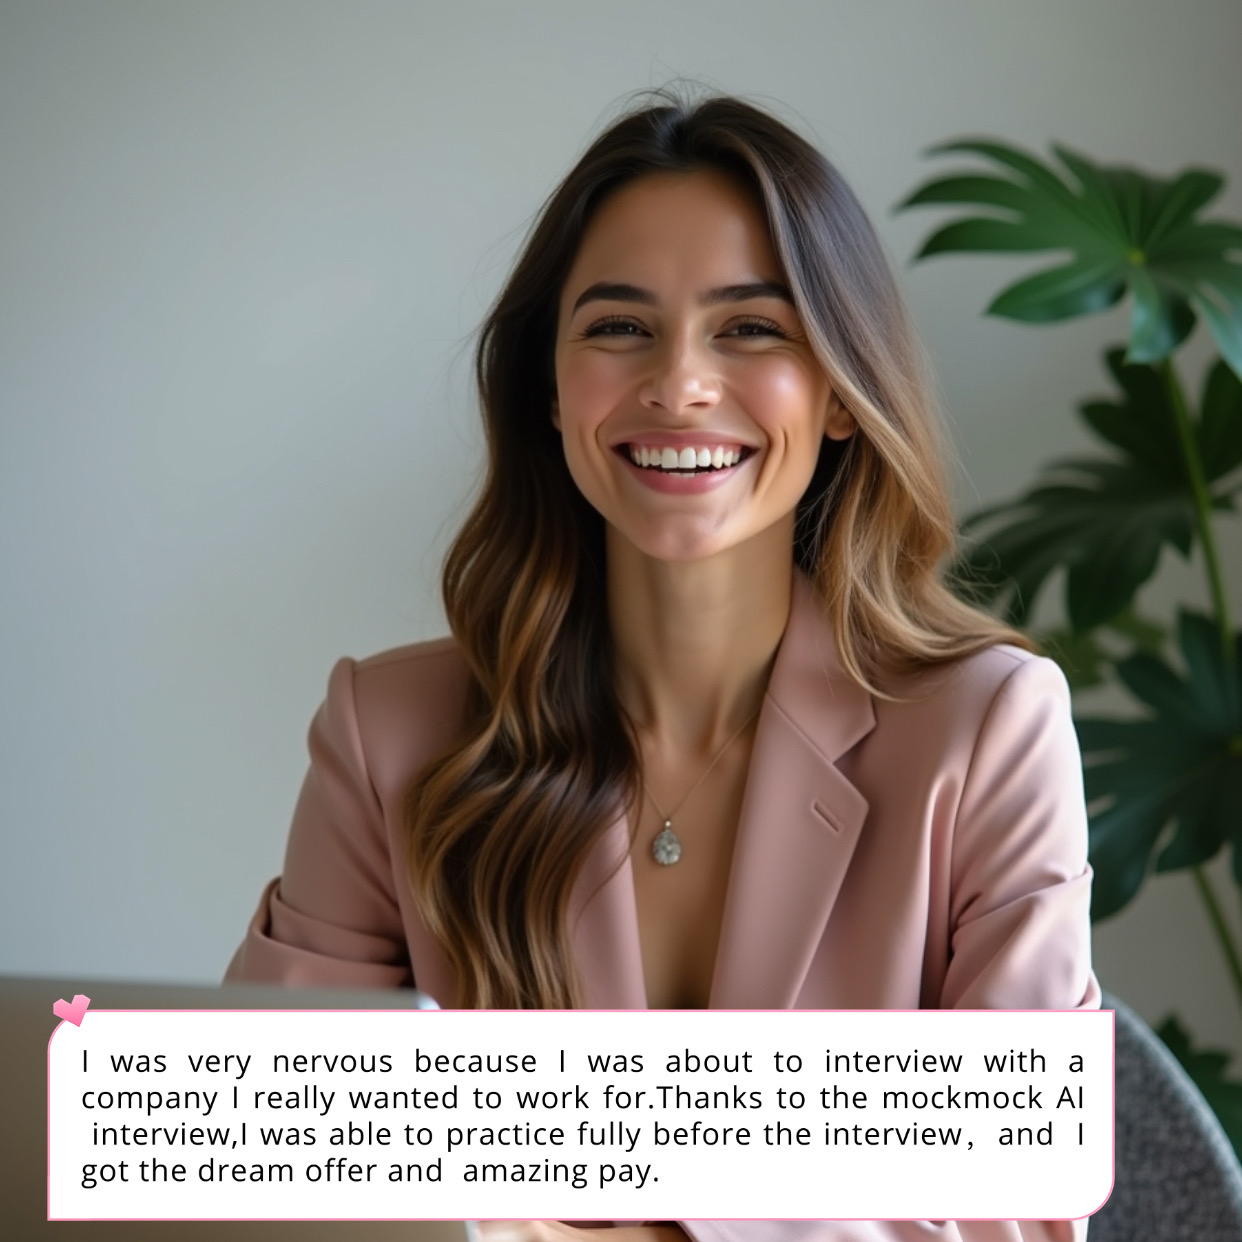 I was very nervous because I was about to interview with a
company I really wanted to work for.Thanks to the mockmock AI
interview,I was able to practice fully before the interview，and I
got the dream offer and amazing pay.